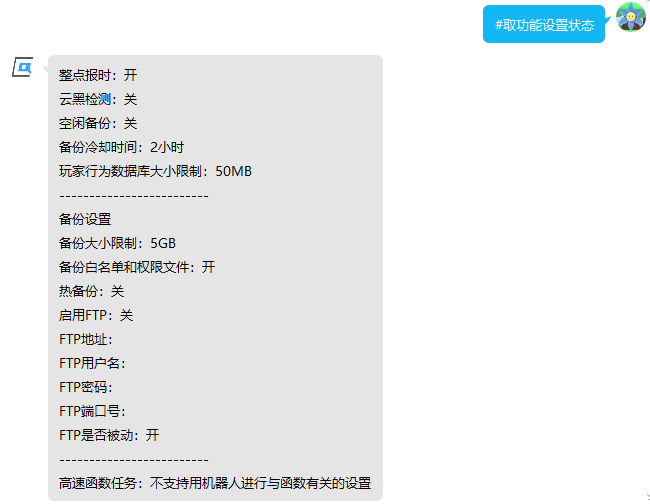 #取功能设置状态
整点报时：开
云黑检测：关
空闲备份：关
备份冷却时间：2小时
玩家行为数据库大小限制：50MB
-------------------------
备份设置
备份大小限制：5GB
备份白名单和权限文件：开
热备份：关
启用FTP：关
FTP地址：
FTP用户名：
FTP密码：
FTP端口号：
FTP是否被动：开
-------------------------
高速函数任务：不支持用机器人进行与函数有关的设置